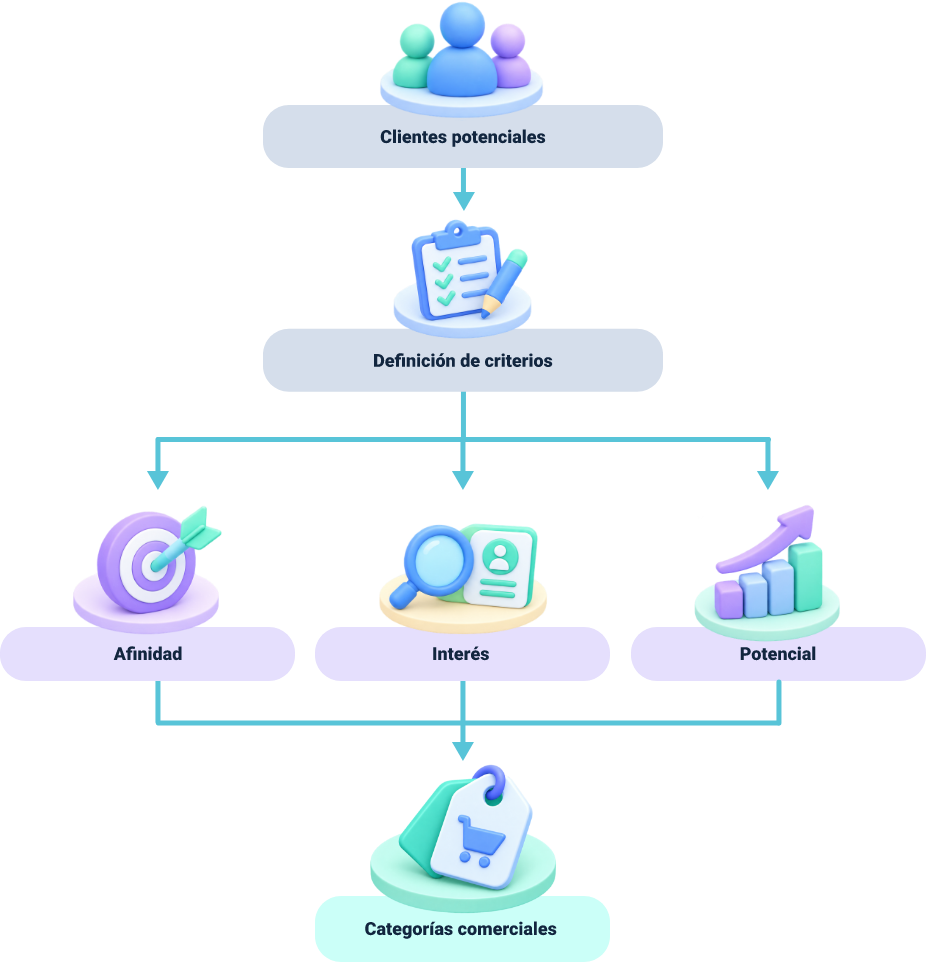 Clientes potenciales
Definición de criterios
Afinidad
Interés
Potencial
Categorías comerciales